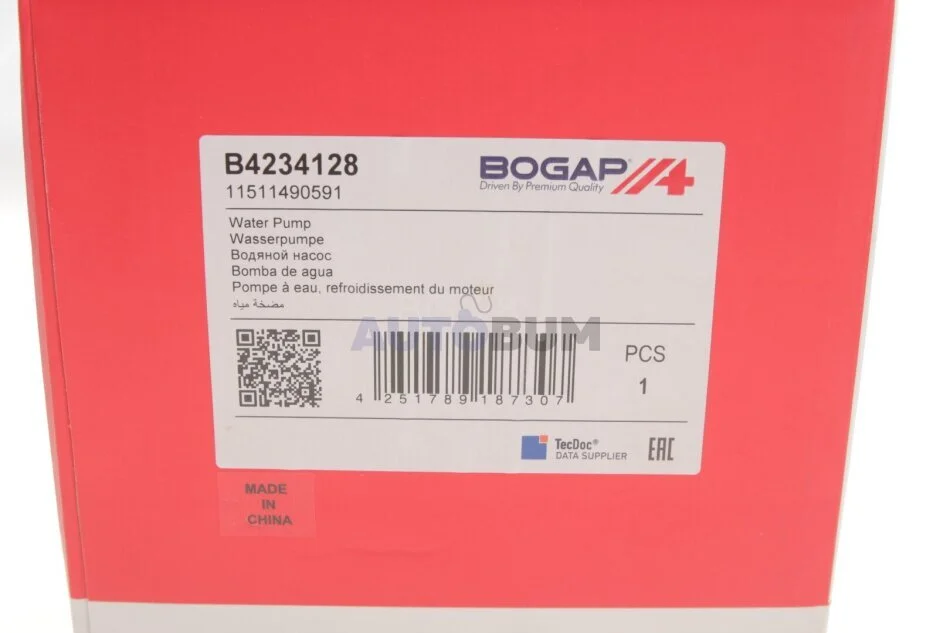 B4234128
11511490591
BOGAP
Driven By Premium Quality
Water Pump
Wasserpumpe
Водяной насос
Bomba de agua
Pompe à eau, refroidissement du moteur
مضخة مياه
AUTOBUM
4 251789 187307
PCS
1
TecDoc®
DATA SUPPLIER
EAC
MADE
IN
CHINA